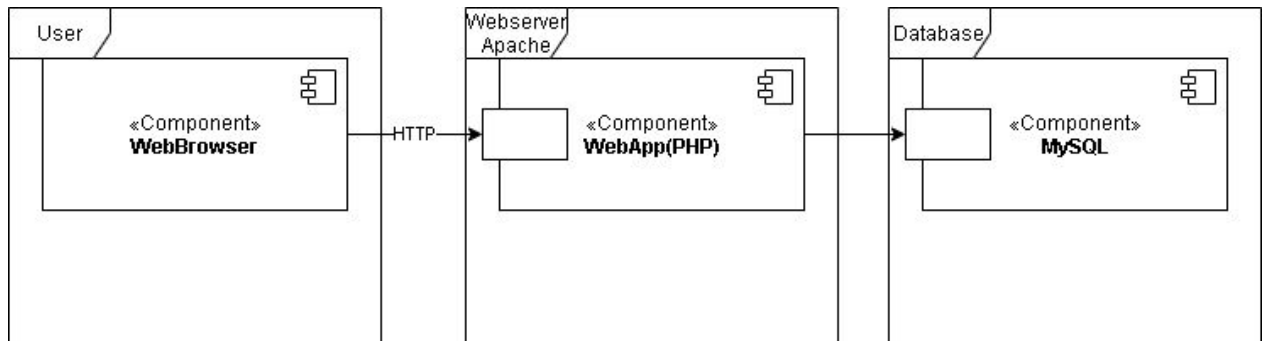 User
«Component»
WebBrowser
HTTP
Webserver
Apache
«Component»
WebApp(PHP)
Database
«Component»
MySQL